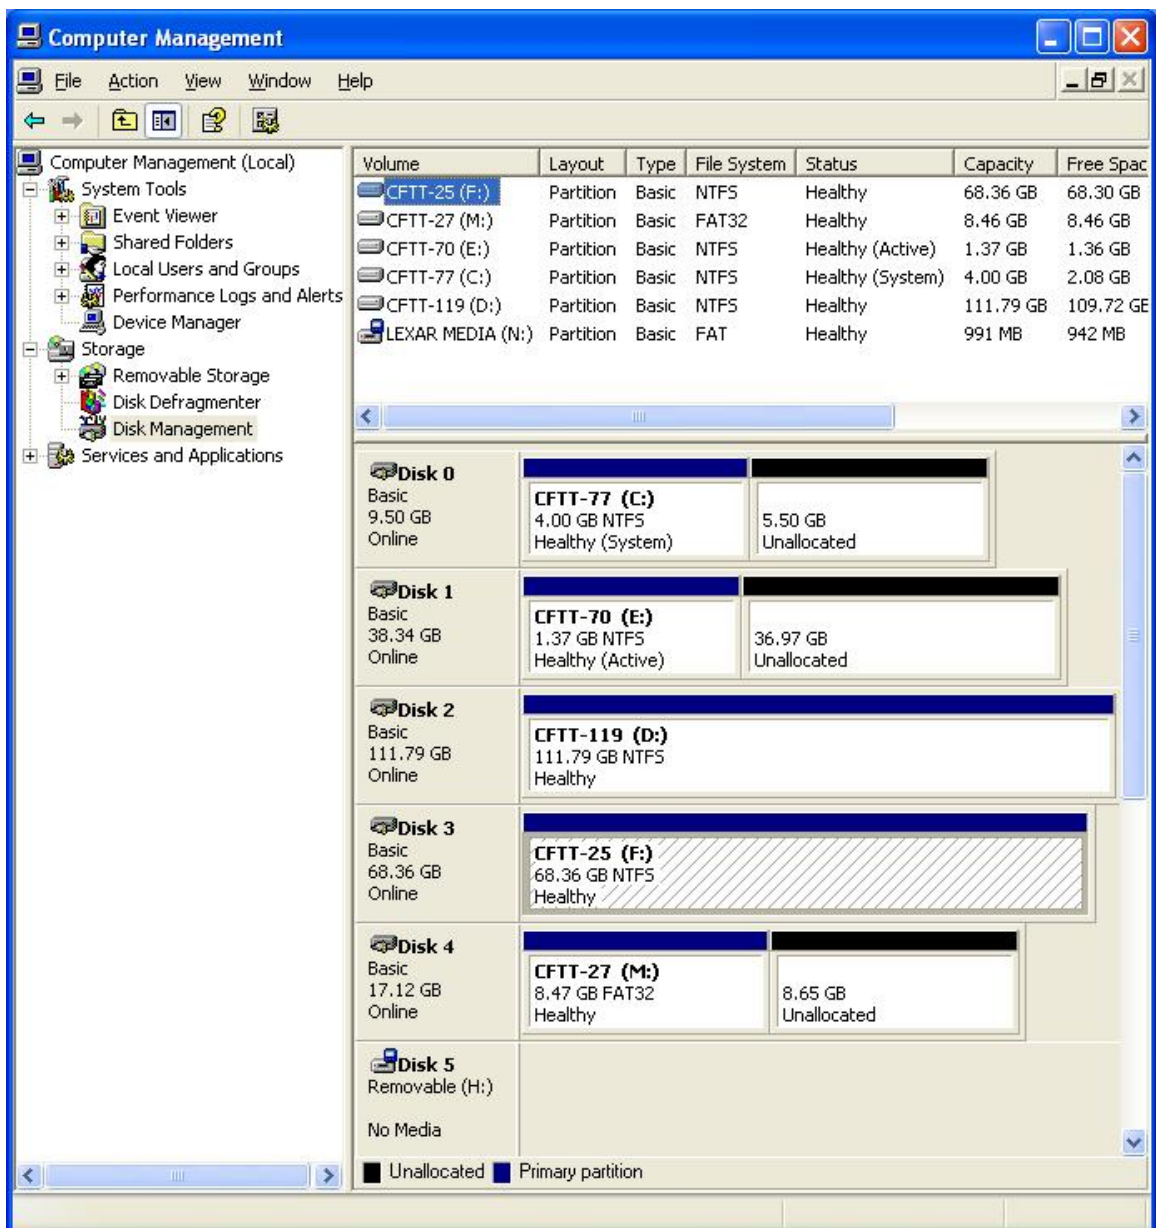 Computer Management
File Action View Window Help
Computer Management (Local)
System Tools
Event Viewer
Shared Folders
Local Users and Groups
Performance Logs and Alerts
Device Manager
Storage
Removable Storage
Disk Defragmenter
Disk Management
Services and Applications
Volume Layout Type File System Status Capacity Free Spac
CFTT-25 (F:) Partition Basic NTFS Healthy 68.36 GB 68.30 GB
CFTT-27 (M:) Partition Basic FAT32 Healthy 8.46 GB 8.46 GB
CFTT-70 (E:) Partition Basic NTFS Healthy (Active) 1.37 GB 1.36 GB
CFTT-77 (C:) Partition Basic NTFS Healthy (System) 4.00 GB 2.08 GB
CFTT-119 (D:) Partition Basic NTFS Healthy 111.79 GB 109.72 GE
LEXAR MEDIA (N:) Partition Basic FAT Healthy 991 MB 942 MB
Disk 0
Basic
9.50 GB
Online
CFTT-77 (C:)
4.00 GB NTFS
Healthy (System)
5.50 GB
Unallocated
Disk 1
Basic
38.34 GB
Online
CFTT-70 (E:)
1.37 GB NTFS
Healthy (Active)
36.97 GB
Unallocated
Disk 2
Basic
111.79 GB
Online
CFTT-119 (D:)
111.79 GB NTFS
Healthy
Disk 3
Basic
68.36 GB
Online
CFTT-25 (F:)
68.36 GB NTFS
Healthy
Disk 4
Basic
17.12 GB
Online
CFTT-27 (M:)
8.47 GB FAT32
Healthy
8.65 GB
Unallocated
Disk 5
Removable (H:)
No Media
Unallocated Primary partition